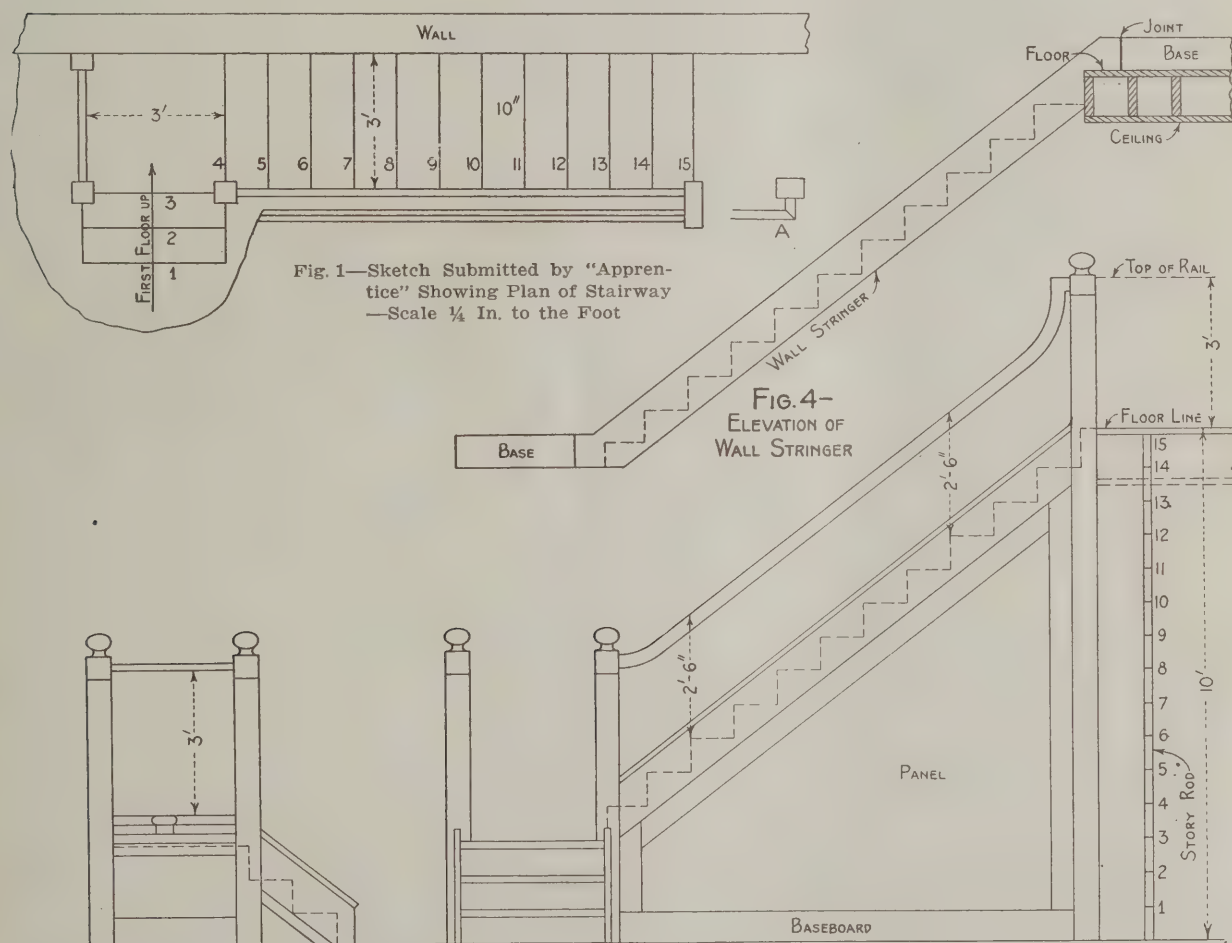 WALL
3'
3'
10"
4 5 6 7 8 9 10 11 12 13 14 15
3
2
1
FIRST FLOOR UP
A
Fig. 1—Sketch Submitted by “Appren-
tice” Showing Plan of Stairway
—Scale ¼ In. to the Foot
JOINT
FLOOR
BASE
CEILING
WALL STRINGER
BASE
FIG. 4-
ELEVATION OF
WALL STRINGER
TOP OF RAIL
3'
FLOOR LINE
2'-6"
2'-6"
3'
PANEL
BASEBOARD
15
14
13
12
11
10
9
8
7
6
5
4
3
2
1
STORY ROD
10'